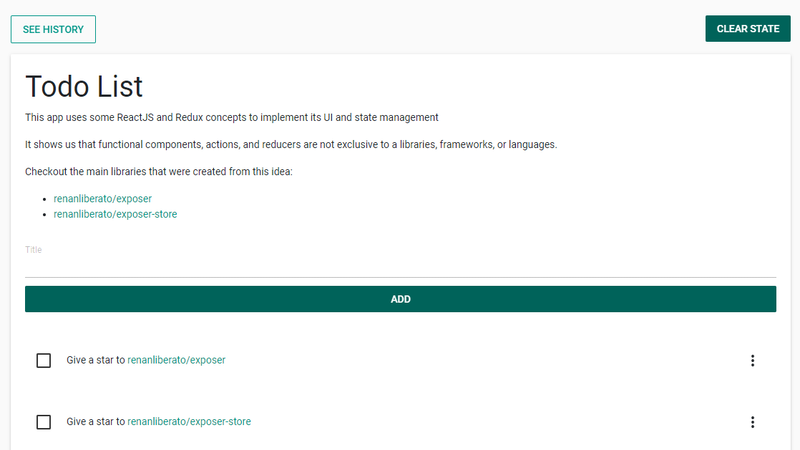 SEE HISTORY
CLEAR STATE
Todo List
This app uses some ReactJS and Redux concepts to implement its UI and state management
It shows us that functional components, actions, and reducers are not exclusive to a libraries, frameworks, or languages.
Checkout the main libraries that were created from this idea:
renanliberato/exposer
renanliberato/exposer-store
Title
ADD
Give a star to renanliberato/exposer
Give a star to renanliberato/exposer-store